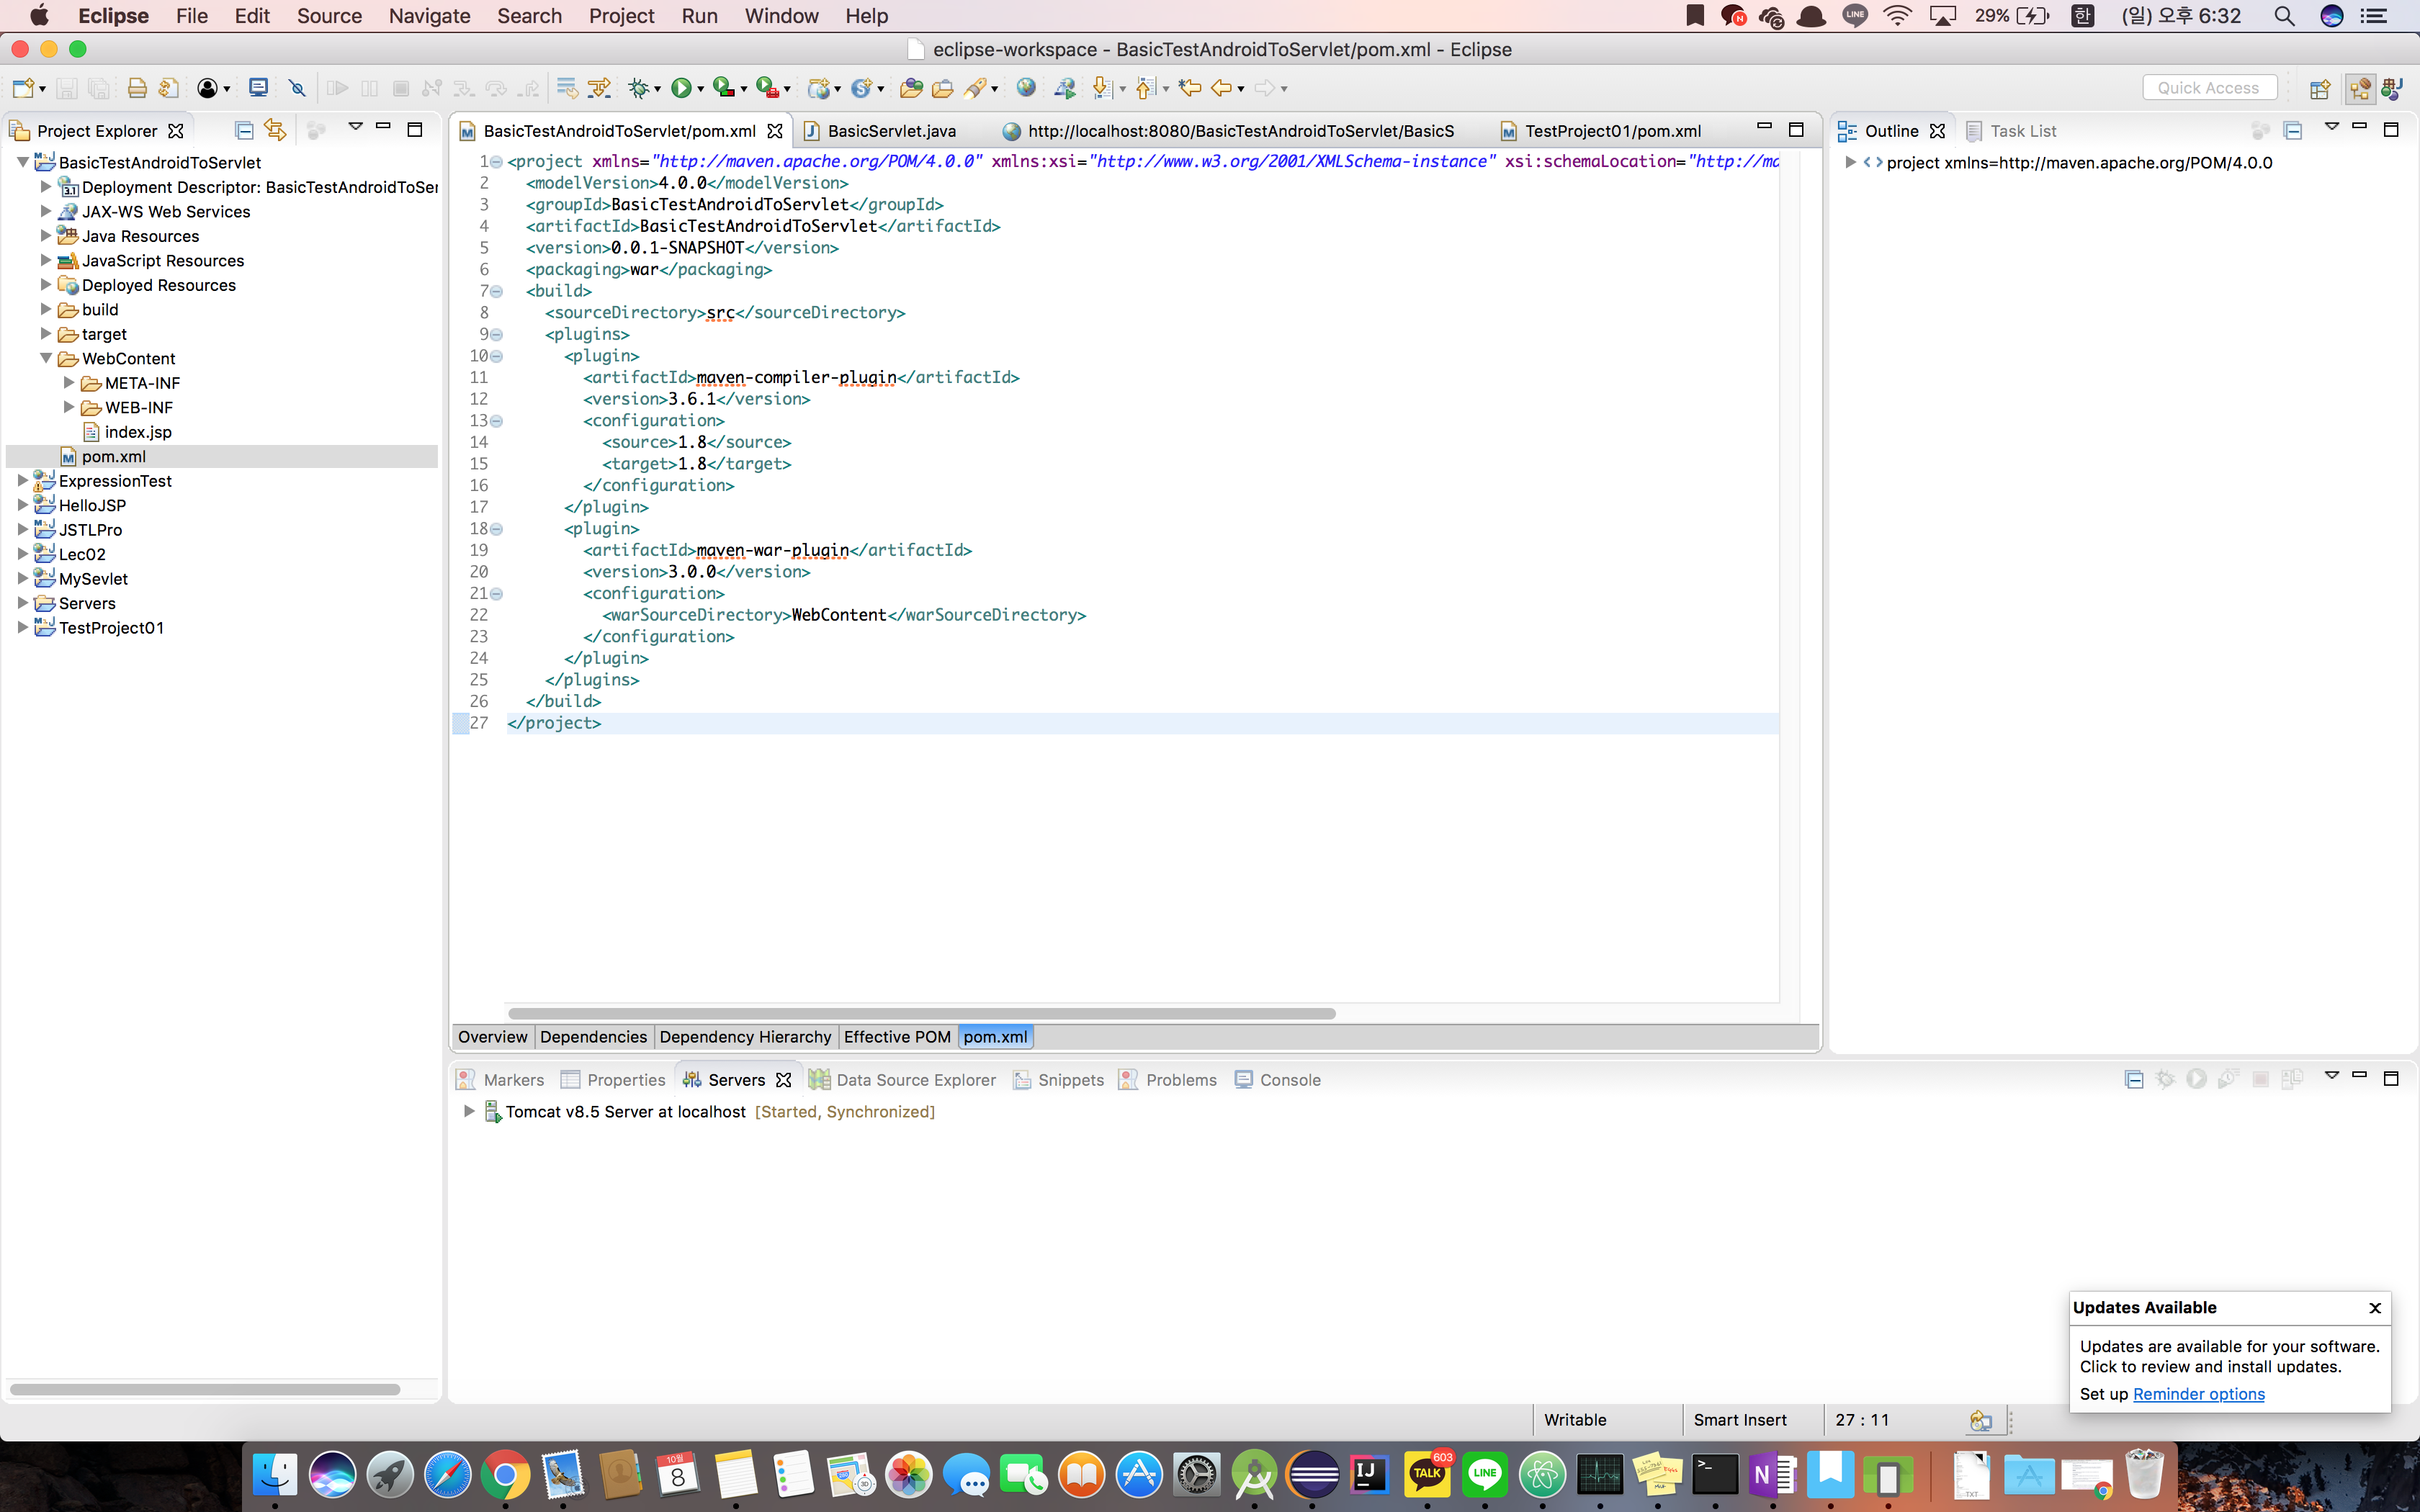 Eclipse File Edit Source Navigate Search Project Run Window Help
29% 한 (일) 오후 6:32
eclipse-workspace - BasicTestAndroidToServlet/pom.xml - Eclipse
Quick Access
Project Explorer
BasicTestAndroidToServlet
Deployment Descriptor: BasicTestAndroidToSer
JAX-WS Web Services
Java Resources
JavaScript Resources
Deployed Resources
build
target
WebContent
META-INF
WEB-INF
index.jsp
pom.xml
ExpressionTest
HelloJSP
JSTLPro
Lec02
MySevlet
Servers
TestProject01
BasicTestAndroidToServlet/pom.xml BasicServlet.java http://localhost:8080/BasicTestAndroidToServlet/BasicS TestProject01/pom.xml
1 <project xmlns="http://maven.apache.org/POM/4.0.0" xmlns:xsi="http://www.w3.org/2001/XMLSchema-instance" xsi:schemaLocation="http://ma
2 <modelVersion>4.0.0</modelVersion>
3 <groupId>BasicTestAndroidToServlet</groupId>
4 <artifactId>BasicTestAndroidToServlet</artifactId>
5 <version>0.0.1-SNAPSHOT</version>
6 <packaging>war</packaging>
7 <build>
8 <sourceDirectory>src</sourceDirectory>
9 <plugins>
10 <plugin>
11 <artifactId>maven-compiler-plugin</artifactId>
12 <version>3.6.1</version>
13 <configuration>
14 <source>1.8</source>
15 <target>1.8</target>
16 </configuration>
17 </plugin>
18 <plugin>
19 <artifactId>maven-war-plugin</artifactId>
20 <version>3.0.0</version>
21 <configuration>
22 <warSourceDirectory>WebContent</warSourceDirectory>
23 </configuration>
24 </plugin>
25 </plugins>
26 </build>
27 </project>
Overview Dependencies Dependency Hierarchy Effective POM pom.xml
Outline Task List
project xmlns=http://maven.apache.org/POM/4.0.0
Markers Properties Servers Data Source Explorer Snippets Problems Console
Tomcat v8.5 Server at localhost [Started, Synchronized]
Updates Available
Updates are available for your software.
Click to review and install updates.
Set up Reminder options
Writable Smart Insert 27 : 11
10월
8
IJ
TALK
603
LINE
N
TXT